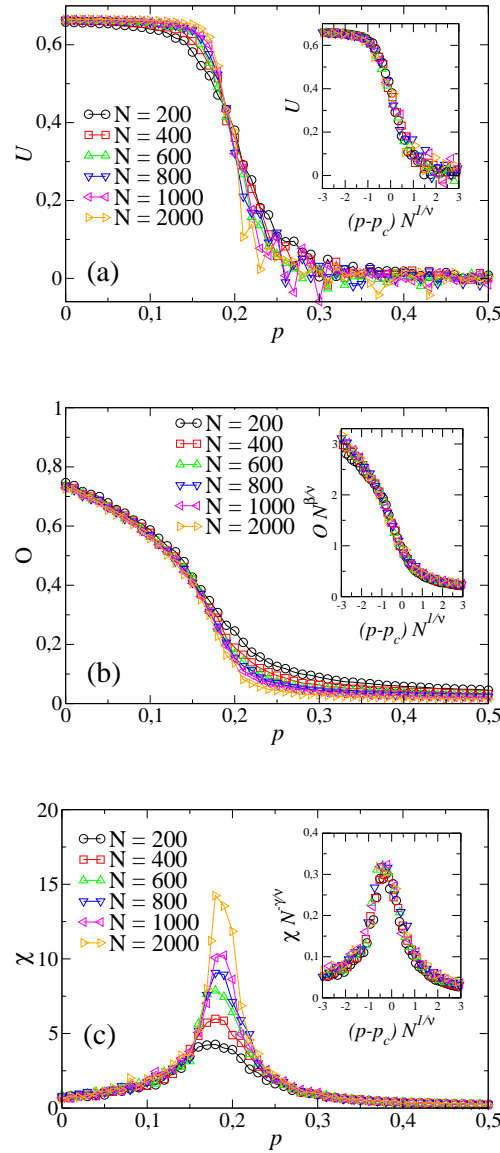 0,6
0,4
0,2
0
U
N = 200
N = 400
N = 600
N = 800
N = 1000
N = 2000
(a)
0 0,1 0,2 0,3 0,4 0,5
p
0,6
0,4
0,2
0
U
-3 -2 -1 0 1 2 3
(p-p_c) N^{1/ν}
1
0,8
0,6
0,4
0,2
0
O
N = 200
N = 400
N = 600
N = 800
N = 1000
N = 2000
(b)
0 0,1 0,2 0,3 0,4 0,5
p
3
2
1
0
O N^{β/ν}
-3 -2 -1 0 1 2 3
(p-p_c) N^{1/ν}
20
15
10
5
0
χ
N = 200
N = 400
N = 600
N = 800
N = 1000
N = 2000
(c)
0 0,1 0,2 0,3 0,4 0,5
p
0,4
0,3
0,2
0,1
0
χ N^{-γ/ν}
-3 -2 -1 0 1 2 3
(p-p_c) N^{1/ν}